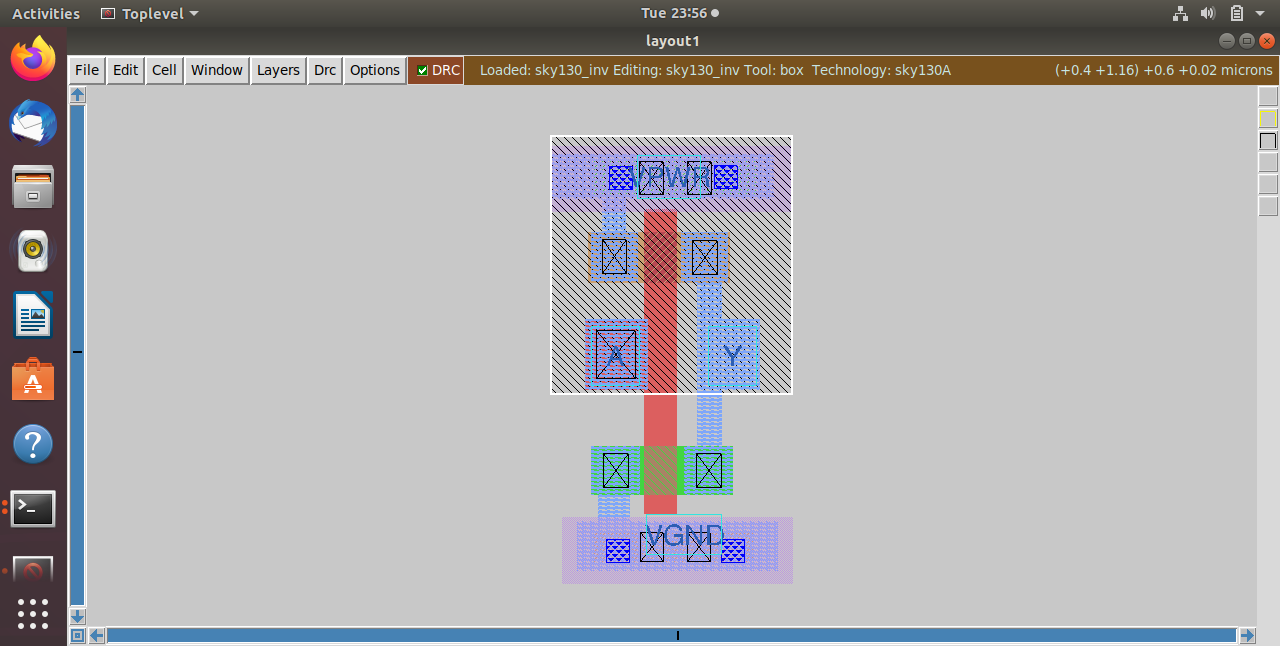 Activities Toplevel Tue 23:56
layout1
File Edit Cell Window Layers Drc Options DRC Loaded: sky130_inv Editing: sky130_inv Tool: box Technology: sky130A (+0.4 +1.16) +0.6 +0.02 microns
VPWR
A Y
VGND